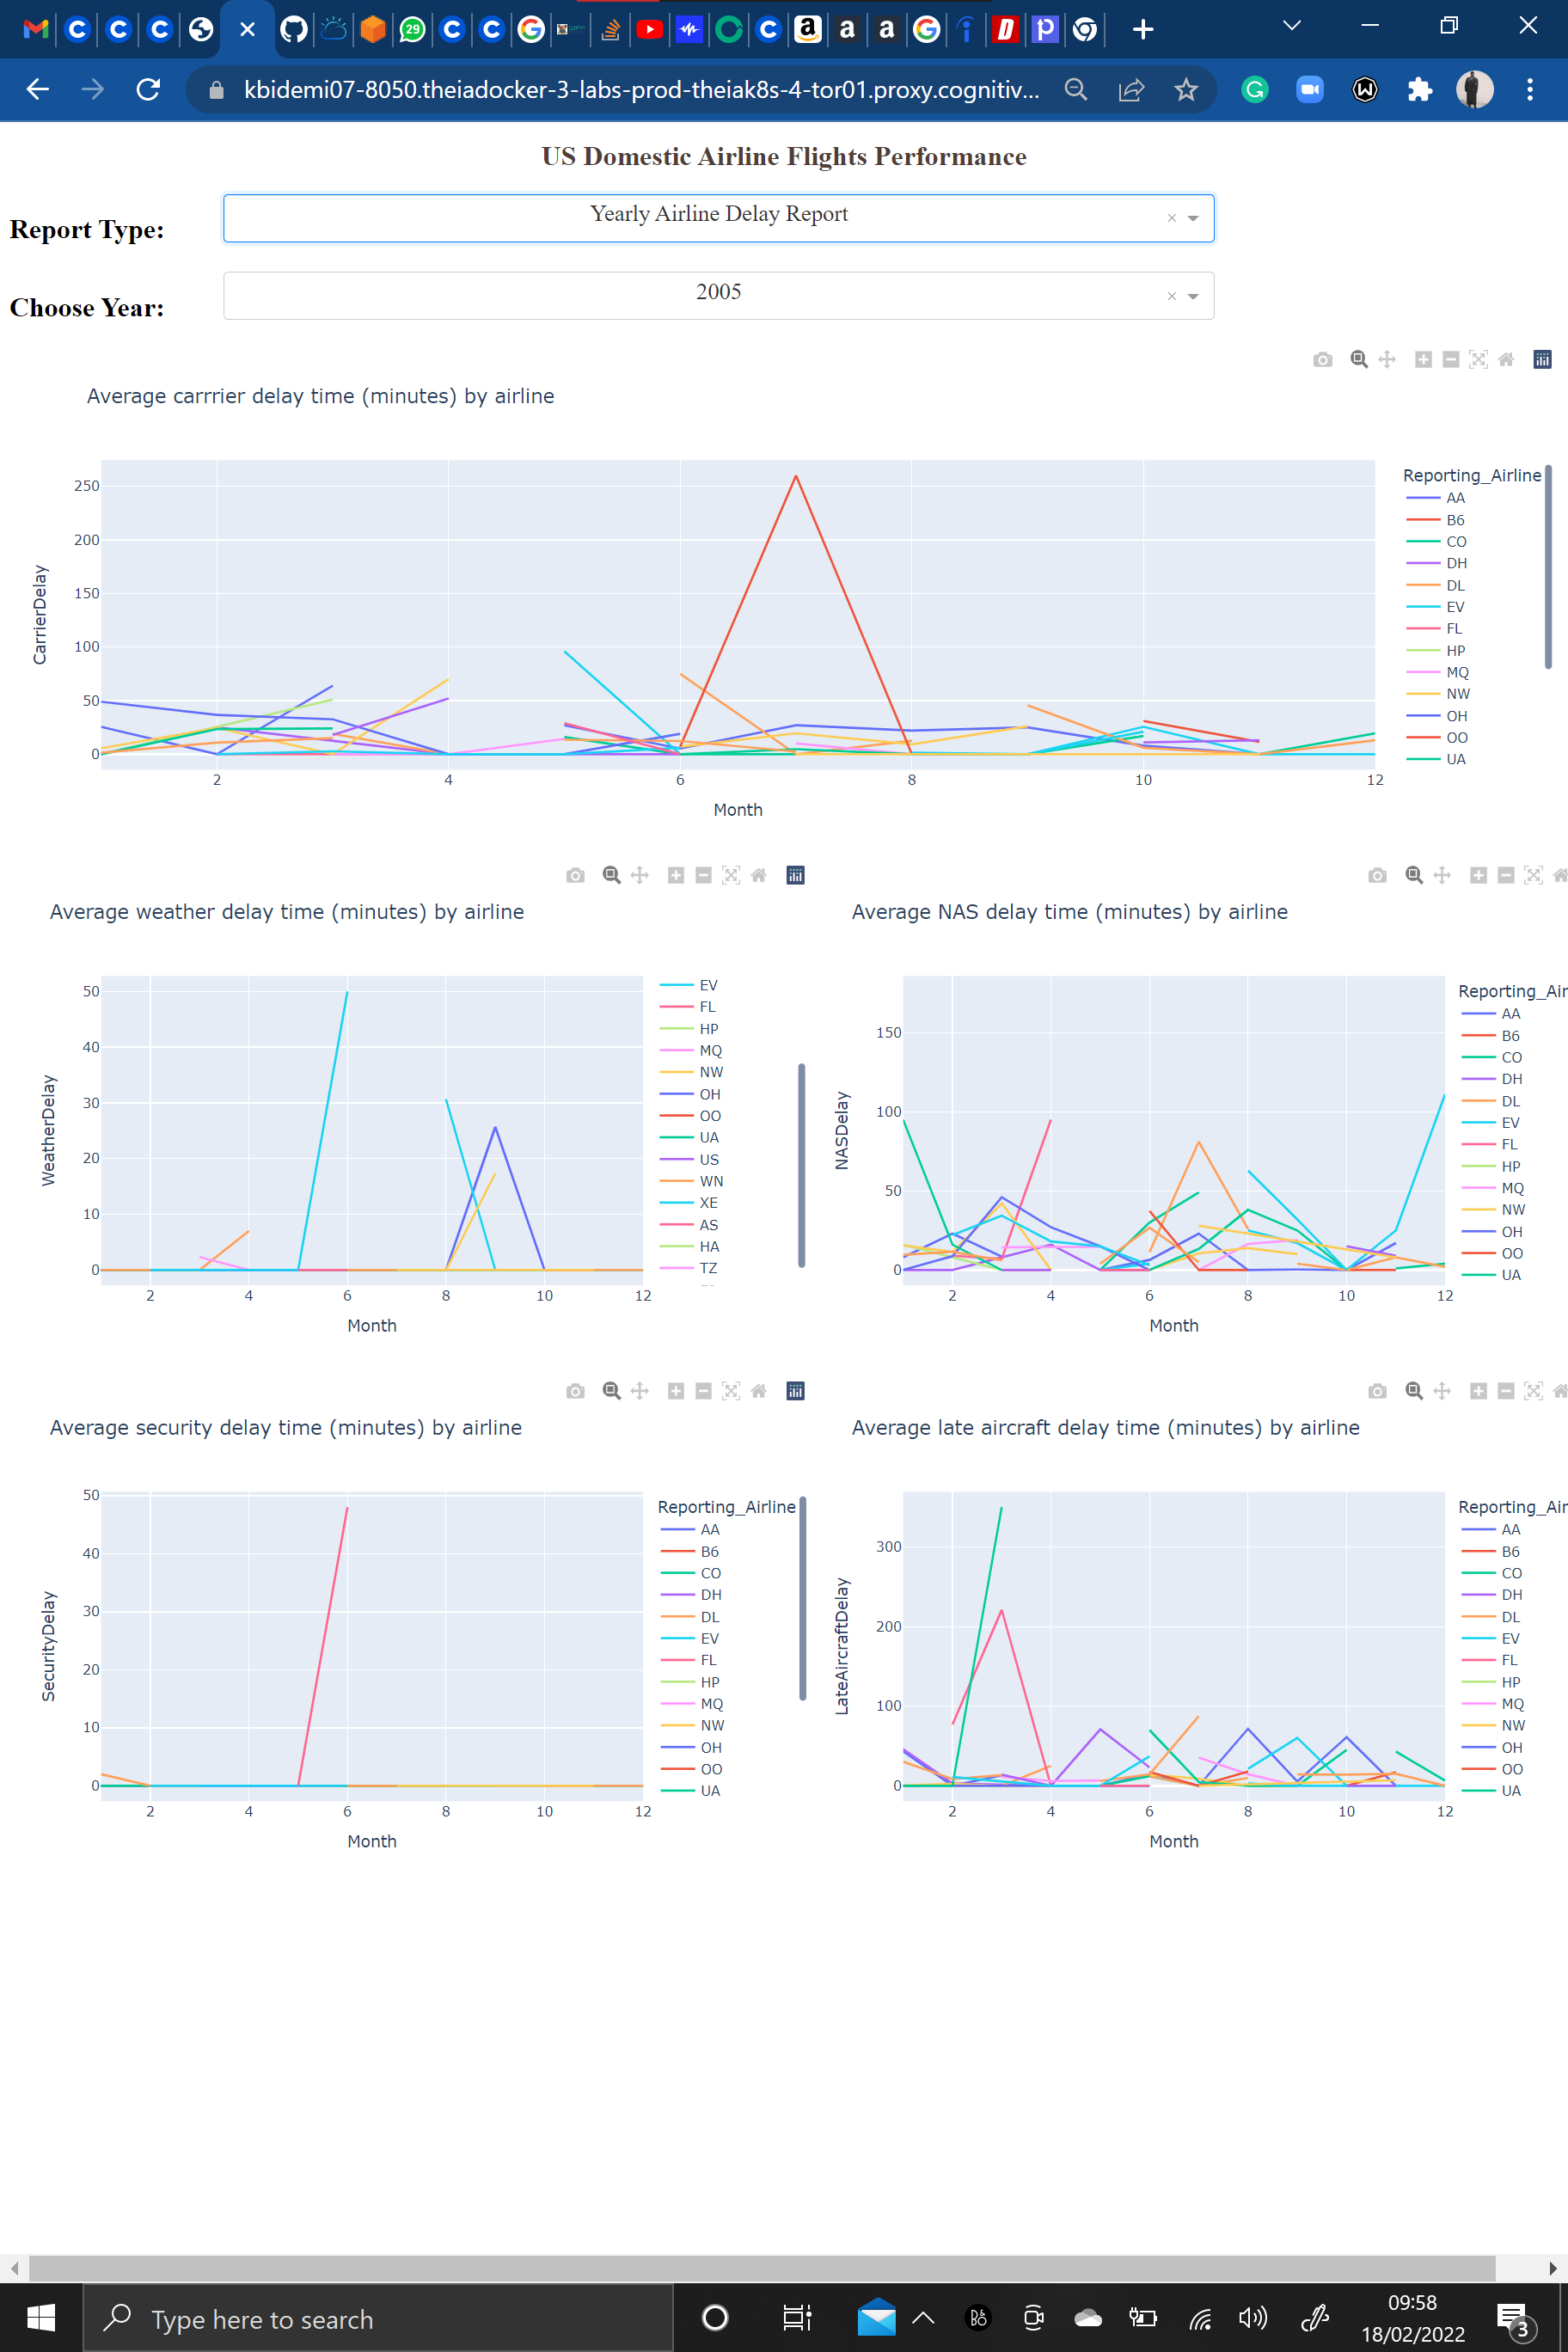 29
kbidemi07-8050.theiadocker-3-labs-prod-theiak8s-4-tor01.proxy.cognitiv...
US Domestic Airline Flights Performance
Report Type:
Yearly Airline Delay Report
Choose Year:
2005
Average carrrier delay time (minutes) by airline
CarrierDelay
250
200
150
100
50
0
2
4
6
8
10
12
Month
Reporting_Airline
AA
B6
CO
DH
DL
EV
FL
HP
MQ
NW
OH
OO
UA
Average weather delay time (minutes) by airline
WeatherDelay
50
40
30
20
10
0
2
4
6
8
10
12
Month
EV
FL
HP
MQ
NW
OH
OO
UA
US
WN
XE
AS
HA
TZ
Average NAS delay time (minutes) by airline
NASDelay
150
100
50
0
2
4
6
8
10
12
Month
Reporting_Air
AA
B6
CO
DH
DL
EV
FL
HP
MQ
NW
OH
OO
UA
Average security delay time (minutes) by airline
SecurityDelay
50
40
30
20
10
0
2
4
6
8
10
12
Month
Reporting_Airline
AA
B6
CO
DH
DL
EV
FL
HP
MQ
NW
OH
OO
UA
Average late aircraft delay time (minutes) by airline
LateAircraftDelay
300
200
100
0
2
4
6
8
10
12
Month
Reporting_Air
AA
B6
CO
DH
DL
EV
FL
HP
MQ
NW
OH
OO
UA
Type here to search
09:58
18/02/2022
3